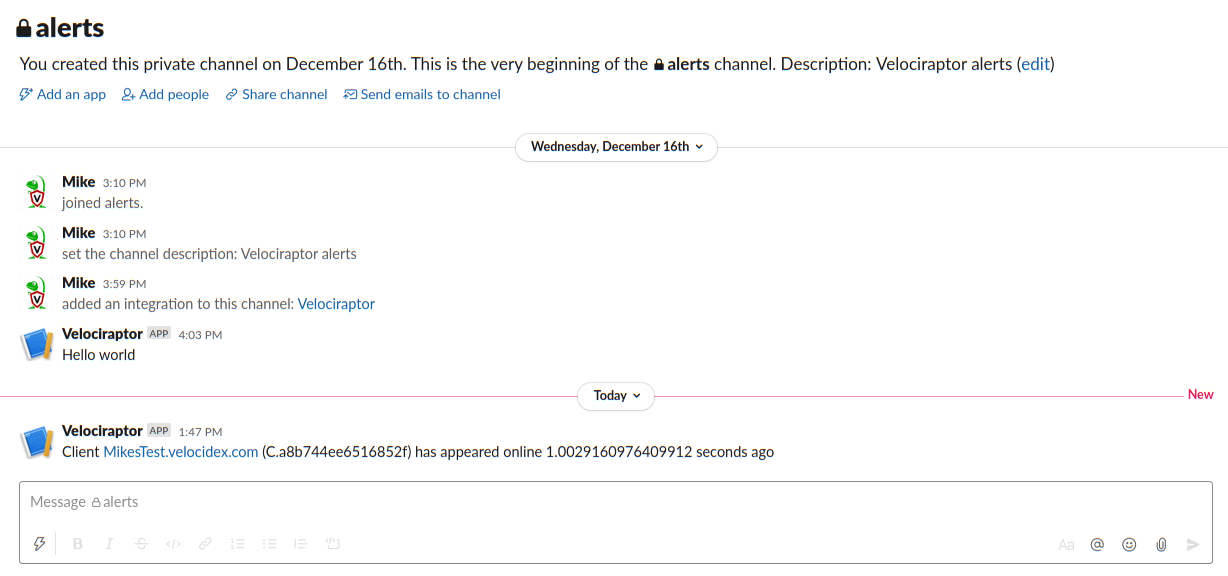 alerts
You created this private channel on December 16th. This is the very beginning of the alerts channel. Description: Velociraptor alerts (edit)
Add an app Add people Share channel Send emails to channel
Wednesday, December 16th
Mike 3:10 PM
joined alerts.
Mike 3:10 PM
set the channel description: Velociraptor alerts
Mike 3:59 PM
added an integration to this channel: Velociraptor
Velociraptor APP 4:03 PM
Hello world
Today
New
Velociraptor APP 1:47 PM
Client MikesTest.velocidex.com (C.a8b744ee6516852f) has appeared online 1.0029160976409912 seconds ago
Message alerts
B I S Aa @